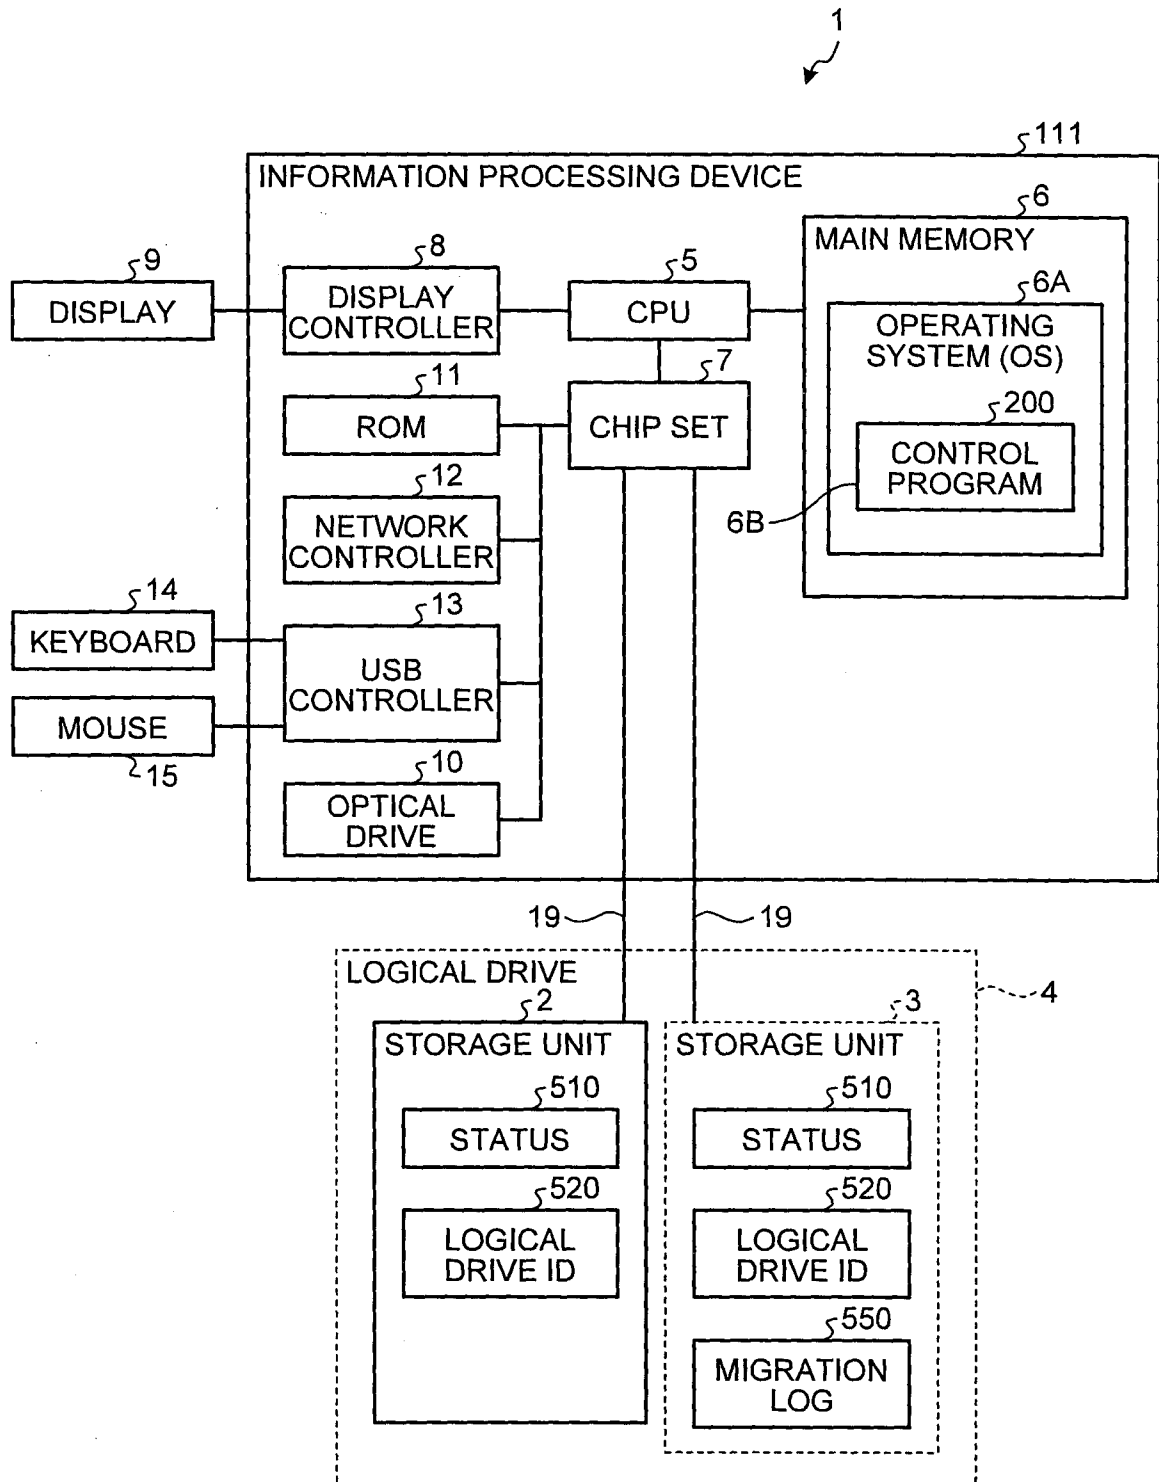 1
111
INFORMATION PROCESSING DEVICE
6
MAIN MEMORY
9
DISPLAY
8
DISPLAY
CONTROLLER
5
CPU
6A
OPERATING
SYSTEM (OS)
7
CHIP SET
11
ROM
200
CONTROL
PROGRAM
6B
12
NETWORK
CONTROLLER
14
KEYBOARD
13
USB
CONTROLLER
MOUSE
15
10
OPTICAL
DRIVE
19
19
LOGICAL DRIVE
4
2
STORAGE UNIT
510
STATUS
520
LOGICAL
DRIVE ID
3
STORAGE UNIT
510
STATUS
520
LOGICAL
DRIVE ID
550
MIGRATION
LOG